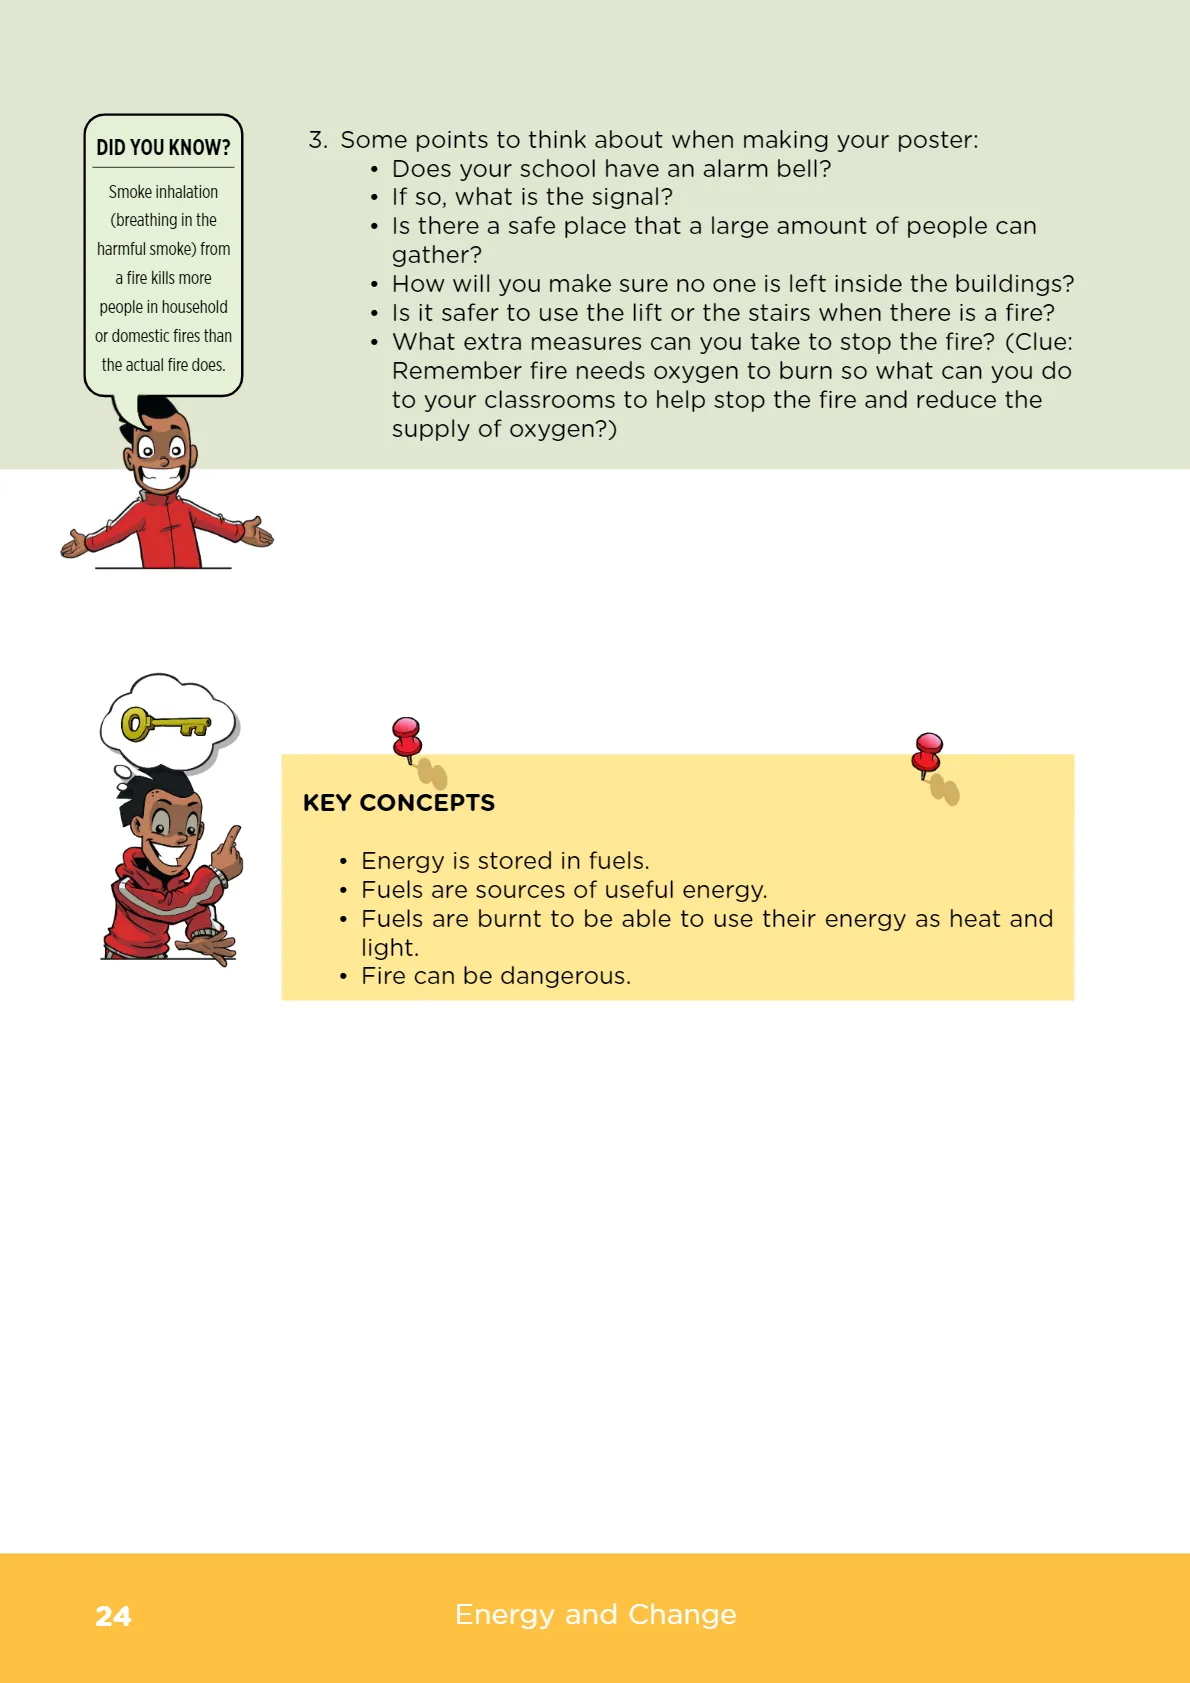 DID YOU KNOW?
Smoke inhalation
(breathing in the
harmful smoke) from
a fire kills more
people in household
or domestic fires than
the actual fire does.
3. Some points to think about when making your poster:
• Does your school have an alarm bell?
• If so, what is the signal?
• Is there a safe place that a large amount of people can
gather?
• How will you make sure no one is left inside the buildings?
• Is it safer to use the lift or the stairs when there is a fire?
• What extra measures can you take to stop the fire? (Clue:
Remember fire needs oxygen to burn so what can you do
to your classrooms to help stop the fire and reduce the
supply of oxygen?)
KEY CONCEPTS
• Energy is stored in fuels.
• Fuels are sources of useful energy.
• Fuels are burnt to be able to use their energy as heat and
light.
• Fire can be dangerous.
24
Energy and Change